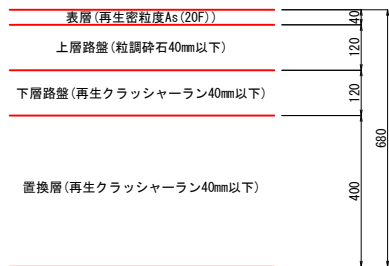 表層(再生密粒度As(20F))
40
上層路盤(粒調砕石40mm以下)
120
下層路盤(再生クラッシャーラン40mm以下)
120
680
置換層(再生クラッシャーラン40mm以下)
400